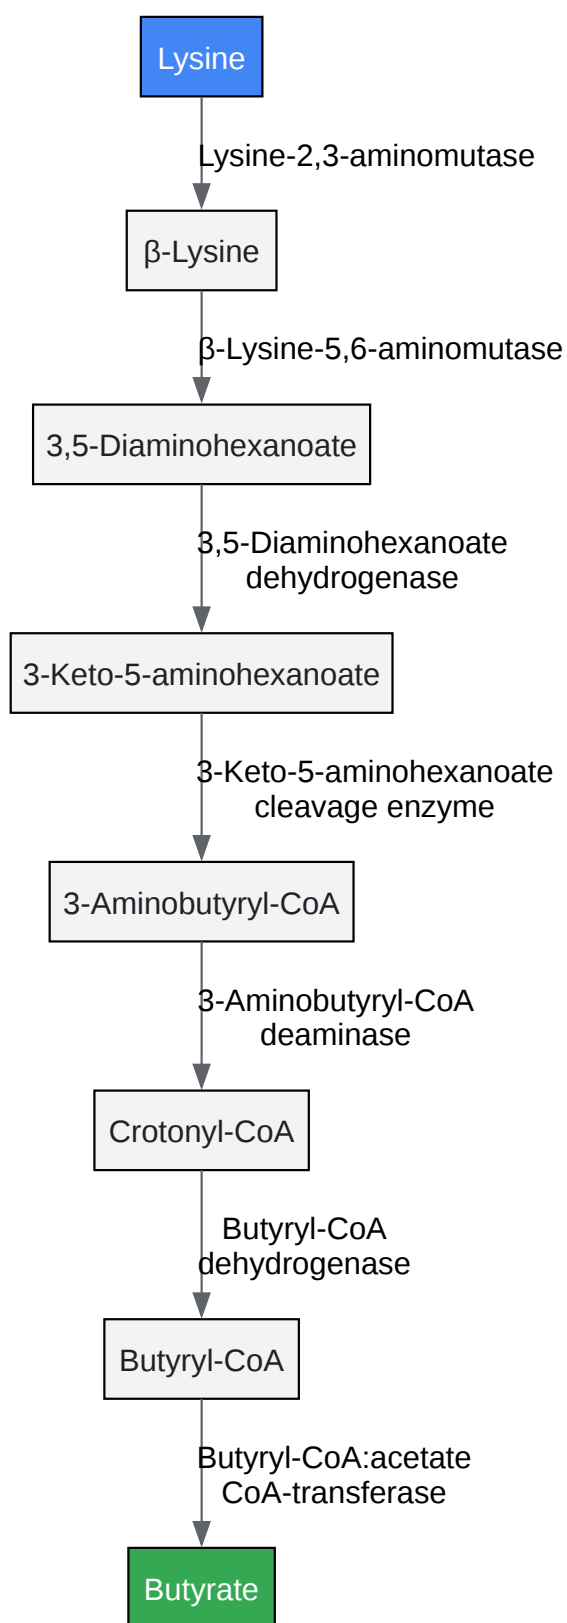 Lysine
Lysine-2,3-aminomutase
β-Lysine
β-Lysine-5,6-aminomutase
3,5-Diaminohexanoate
3,5-Diaminohexanoate
dehydrogenase
3-Keto-5-aminohexanoate
3-Keto-5-aminohexanoate
cleavage enzyme
3-Aminobutyryl-CoA
3-Aminobutyryl-CoA
deaminase
Crotonyl-CoA
Butyryl-CoA
dehydrogenase
Butyryl-CoA
Butyryl-CoA:acetate
CoA-transferase
Butyrate